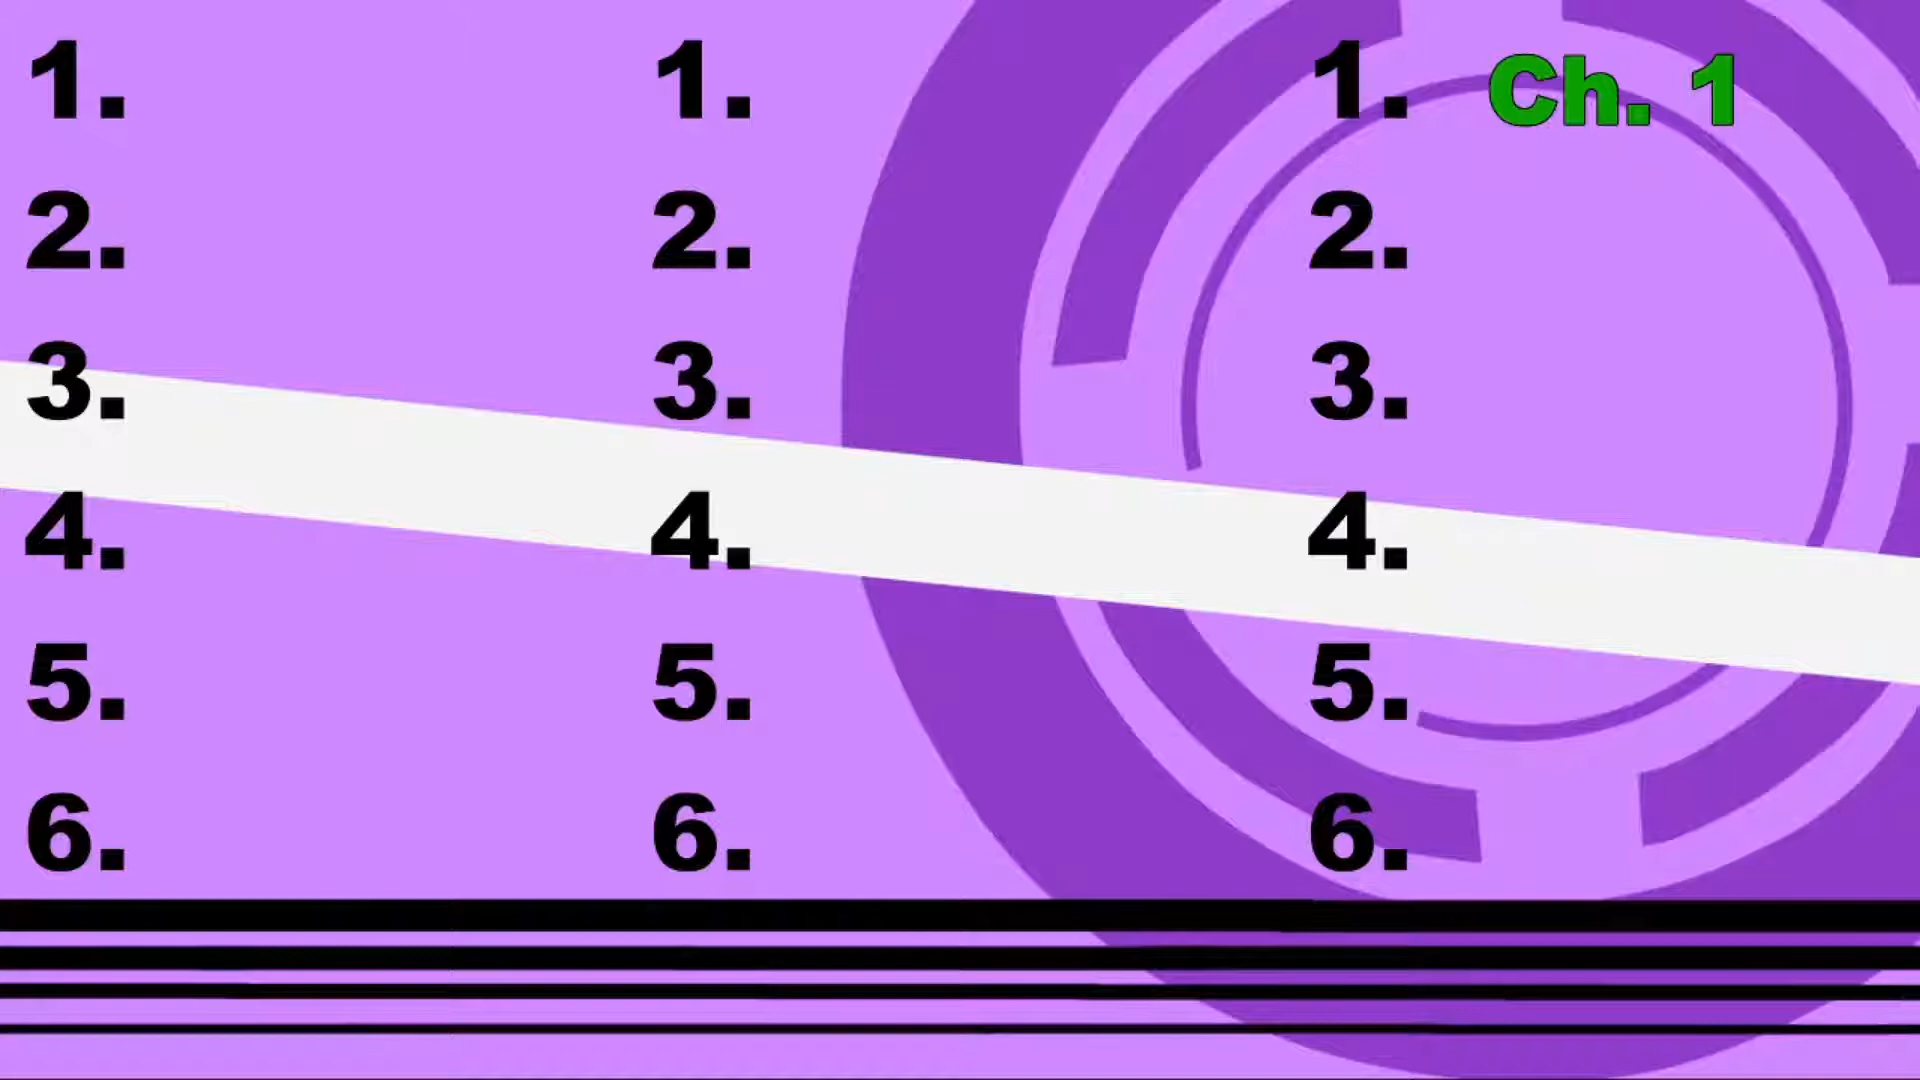 1. 1. 1. Ch. 1
2. 2. 2.
3. 3. 3.
4. 4. 4.
5. 5. 5.
6. 6. 6.